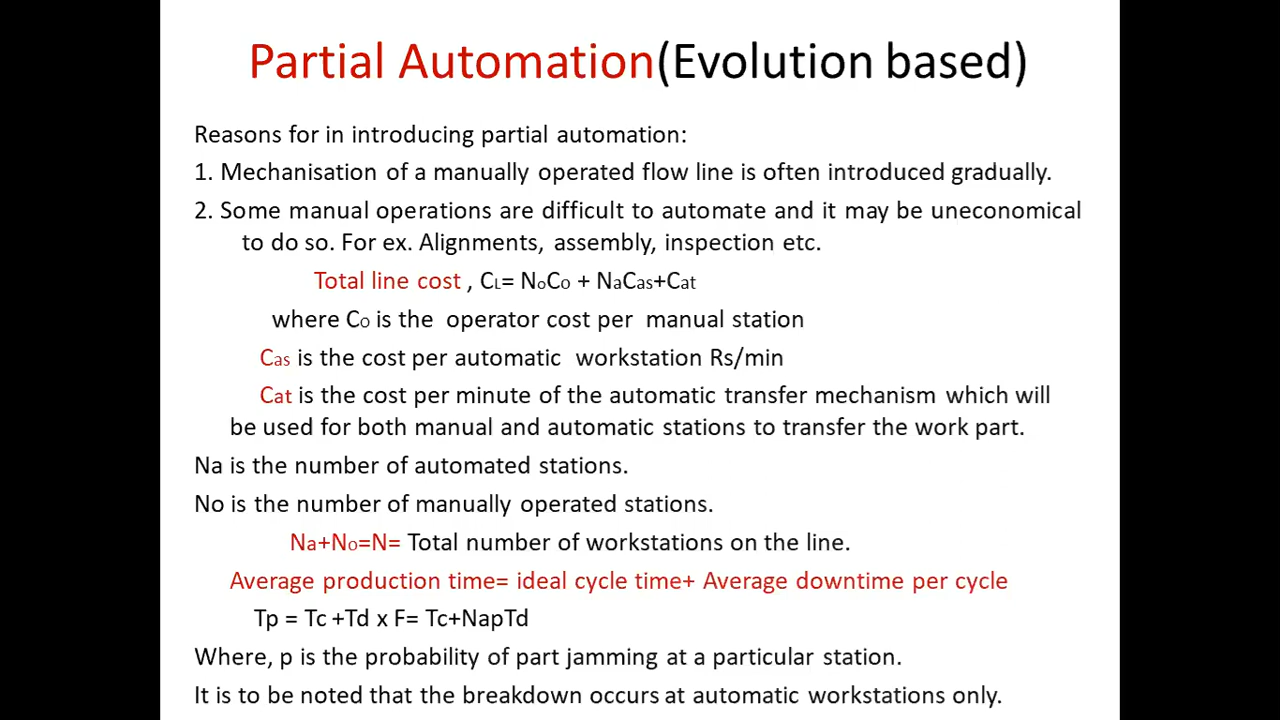 Partial Automation(Evolution based)
Reasons for in introducing partial automation:
1. Mechanisation of a manually operated flow line is often introduced gradually.
2. Some manual operations are difficult to automate and it may be uneconomical
to do so. For ex. Alignments, assembly, inspection etc.
Total line cost , CL= NoCo + NaCas+Cat
where Co is the operator cost per manual station
Cas is the cost per automatic workstation Rs/min
Cat is the cost per minute of the automatic transfer mechanism which will
be used for both manual and automatic stations to transfer the work part.
Na is the number of automated stations.
No is the number of manually operated stations.
Na+No=N= Total number of workstations on the line.
Average production time= ideal cycle time+ Average downtime per cycle
Tp = Tc +Td x F= Tc+NapTd
Where, p is the probability of part jamming at a particular station.
It is to be noted that the breakdown occurs at automatic workstations only.